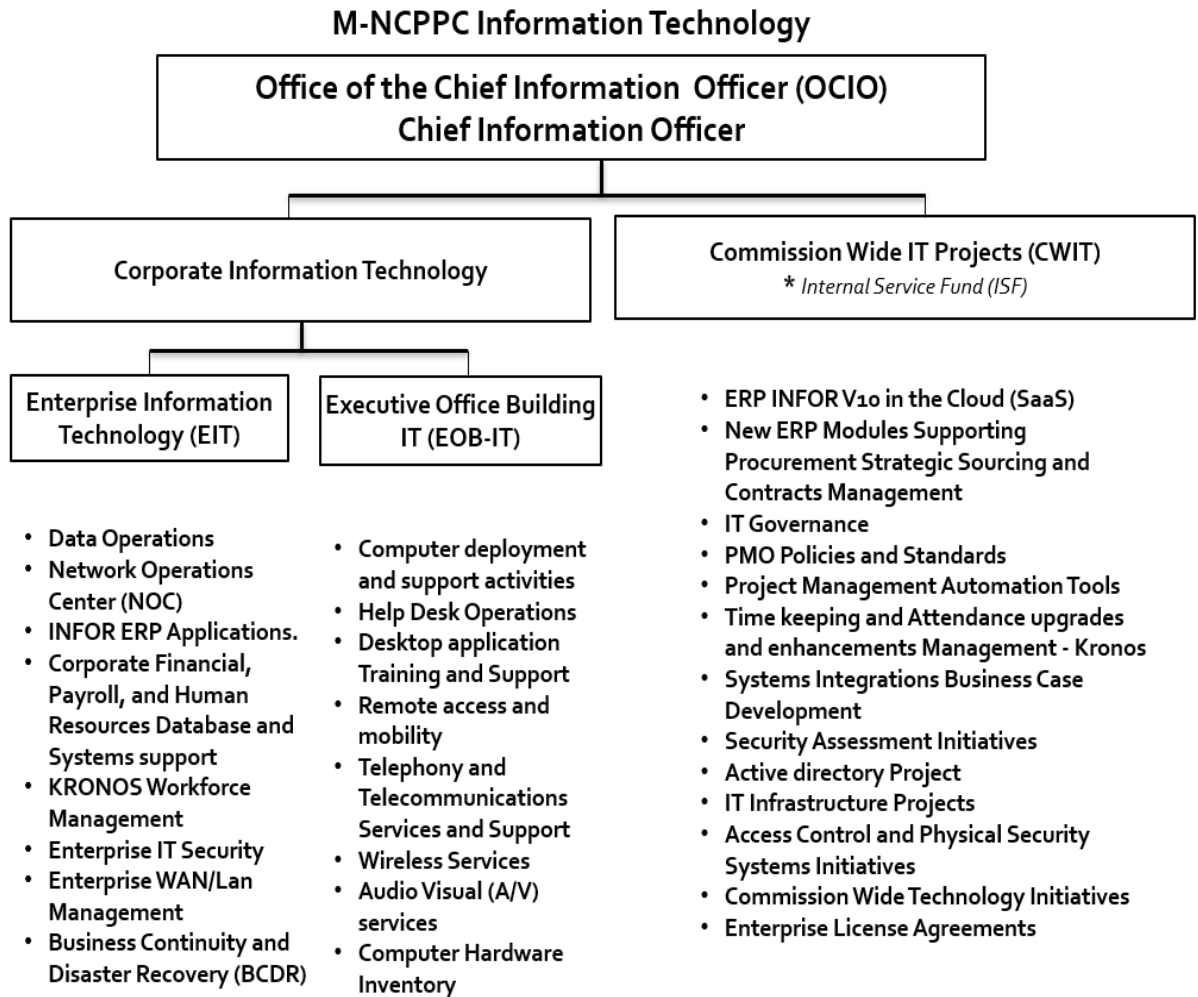 M-NCPPC Information Technology
Office of the Chief Information Officer (OCIO)
Chief Information Officer
Corporate Information Technology
Commission Wide IT Projects (CWIT)
* Internal Service Fund (ISF)
Enterprise Information
Technology (EIT)
Executive Office Building
IT (EOB-IT)
• Data Operations
• Network Operations
Center (NOC)
• INFOR ERP Applications.
• Corporate Financial,
Payroll, and Human
Resources Database and
Systems support
• KRONOS Workforce
Management
• Enterprise IT Security
• Enterprise WAN/Lan
Management
• Business Continuity and
Disaster Recovery (BCDR)
• Computer deployment
and support activities
• Help Desk Operations
• Desktop application
Training and Support
• Remote access and
mobility
• Telephony and
Telecommunications
Services and Support
• Wireless Services
• Audio Visual (A/V)
services
• Computer Hardware
Inventory
• ERP INFOR V10 in the Cloud (SaaS)
• New ERP Modules Supporting
Procurement Strategic Sourcing and
Contracts Management
• IT Governance
• PMO Policies and Standards
• Project Management Automation Tools
• Time keeping and Attendance upgrades
and enhancements Management - Kronos
• Systems Integrations Business Case
Development
• Security Assessment Initiatives
• Active directory Project
• IT Infrastructure Projects
• Access Control and Physical Security
Systems Initiatives
• Commission Wide Technology Initiatives
• Enterprise License Agreements